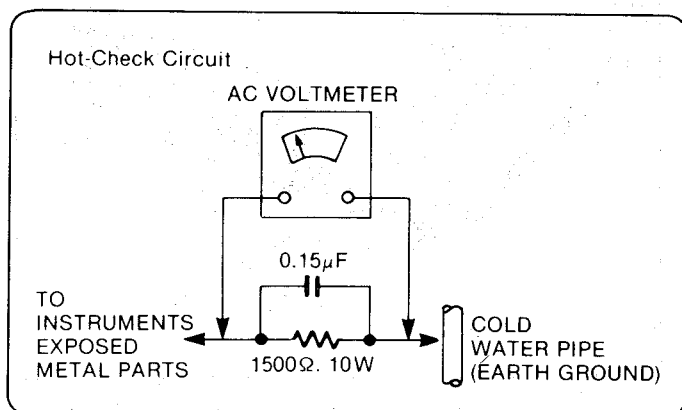 Hot-Check Circuit
AC VOLTMETER
0.15µF
TO
INSTRUMENTS
EXPOSED
METAL PARTS
1500Ω. 10W
COLD
WATER PIPE
(EARTH GROUND)